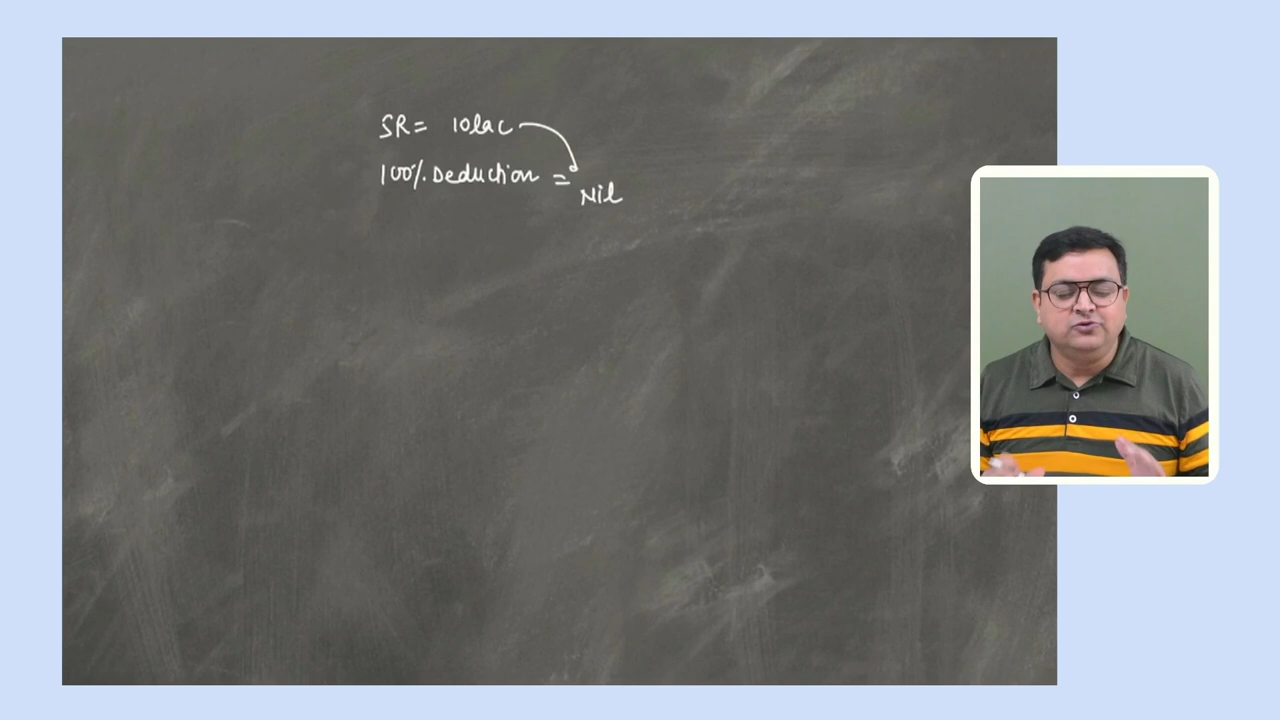 SR= 10lac
100%. Deduction =
Nil